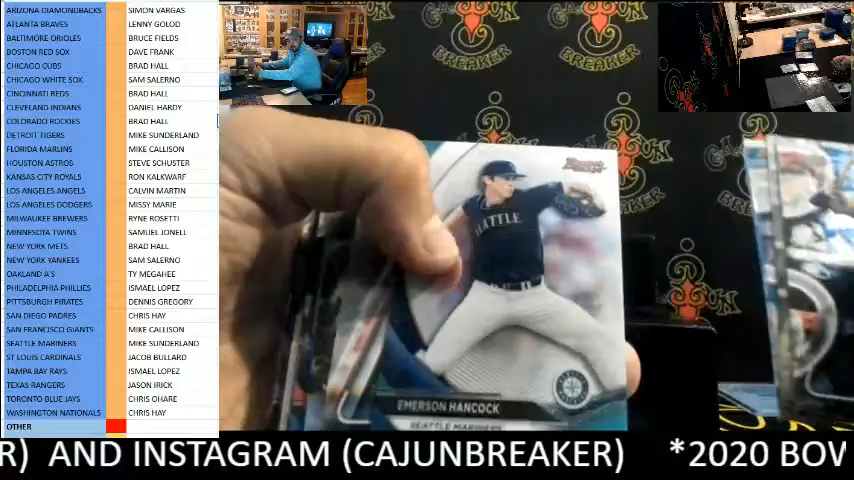 ARIZONA DIAMONDBACKS SIMON VARGAS
ATLANTA BRAVES LENNY GOLOD
BALTIMORE ORIOLES BRUCE FIELDS
BOSTON RED SOX DAVE FRANK
CHICAGO CUBS BRAD HALL
CHICAGO WHITE SOX SAM SALERNO
CINCINNATI REDS BRAD HALL
CLEVELAND INDIANS DANIEL HARDY
COLORADO ROCKIES BRAD HALL
DETROIT TIGERS MIKE SUNDERLAND
FLORIDA MARLINS MIKE CALLISON
HOUSTON ASTROS STEVE SCHUSTER
KANSAS CITY ROYALS RON KALKWARF
LOS ANGELES ANGELS CALVIN MARTIN
LOS ANGELES DODGERS MISSY MARIE
MILWAUKEE BREWERS RYNE ROSETTI
MINNESOTA TWINS SAMUEL JONELL
NEW YORK METS BRAD HALL
NEW YORK YANKEES SAM SALERNO
OAKLAND A'S TY MEGAHEE
PHILADELPHIA PHILLIES ISMAEL LOPEZ
PITTSBURGH PIRATES DENNIS GREGORY
SAN DIEGO PADRES CHRIS HAY
SAN FRANCISCO GIANTS MIKE CALLISON
SEATTLE MARINERS MIKE SUNDERLAND
ST LOUIS CARDINALS JACOB BULLARD
TAMPA BAY RAYS ISMAEL LOPEZ
TEXAS RANGERS JASON IRICK
TORONTO BLUE JAYS CHRIS OHARE
WASHINGTON NATIONALS CHRIS HAY
OTHER
CAJUN
BREAKER
SEATTLE
EMERSON HANCOCK
SEATTLE MARINERS
R) AND INSTAGRAM (CAJUNBREAKER) *2020 BOW